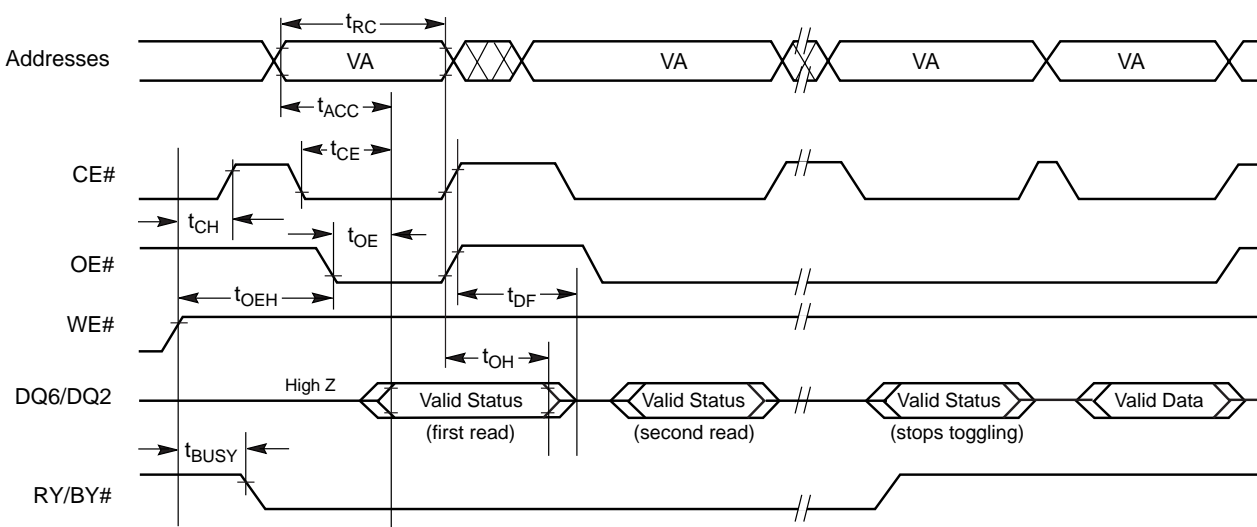 tRC
Addresses VA VA VA VA
tACC
tCE
CE#
tCH tOE
OE#
tOEH tDF
WE#
tOH
High Z
DQ6/DQ2 Valid Status Valid Status Valid Status Valid Data
(first read) (second read) (stops toggling)
tBUSY
RY/BY#